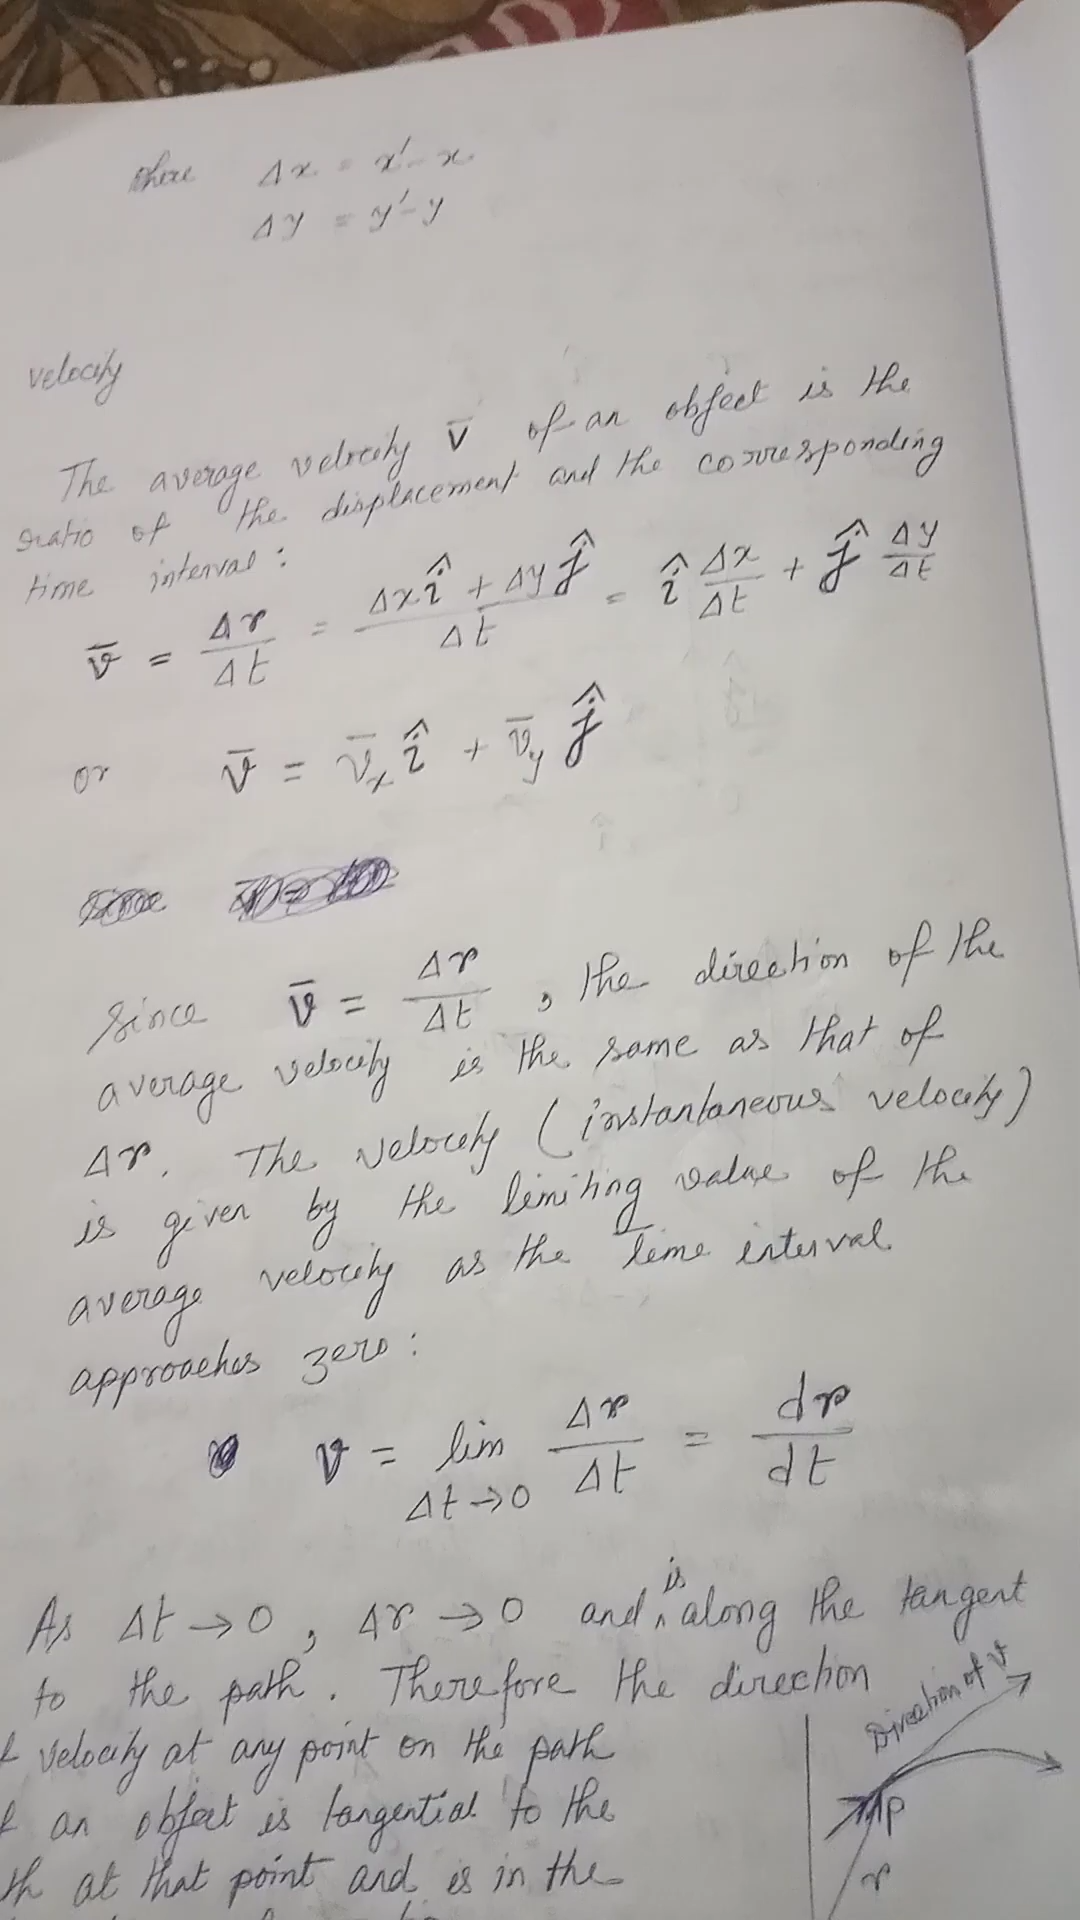 where Δx = x' - x
Δy = y' - y
velocity
The average velocity v̄ of an object is the
ratio of the displacement and the corresponding
time interval :
v̄ = Δr/Δt = (Δx î + Δy ĵ)/Δt = î Δx/Δt + ĵ Δy/Δt
or v̄ = v̄x î + v̄y ĵ
Since v̄ = Δr/Δt , the direction of the
average velocity is the same as that of
Δr. The velocity (instantaneous velocity)
is given by the limiting value of the
average velocity as the time interval
approaches zero :
v = lim Δt→0 Δr/Δt = dr/dt
As Δt → 0 , Δr → 0 and is along the tangent
to the path. Therefore the direction
velocity at any point on the path
an object is tangential to the
th at that point and is in the
Direction of v
P
r